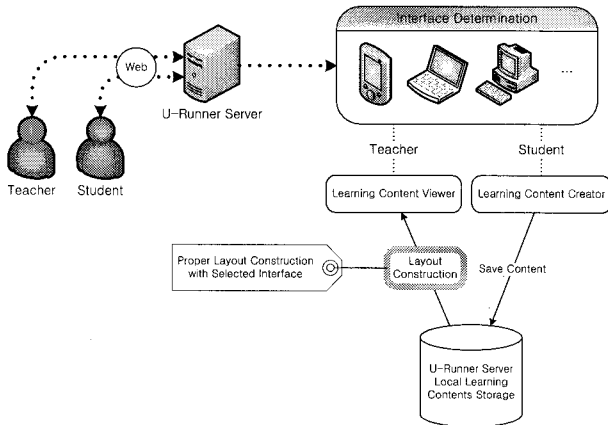 Interface Determination
Web
...
U-Runner Server
Teacher
Student
Teacher
Student
Learning Content Viewer
Learning Content Creator
Proper Layout Construction
with Selected Interface
Layout
Construction
Save Content
U-Runner Server
Local Learning
Contents Storage